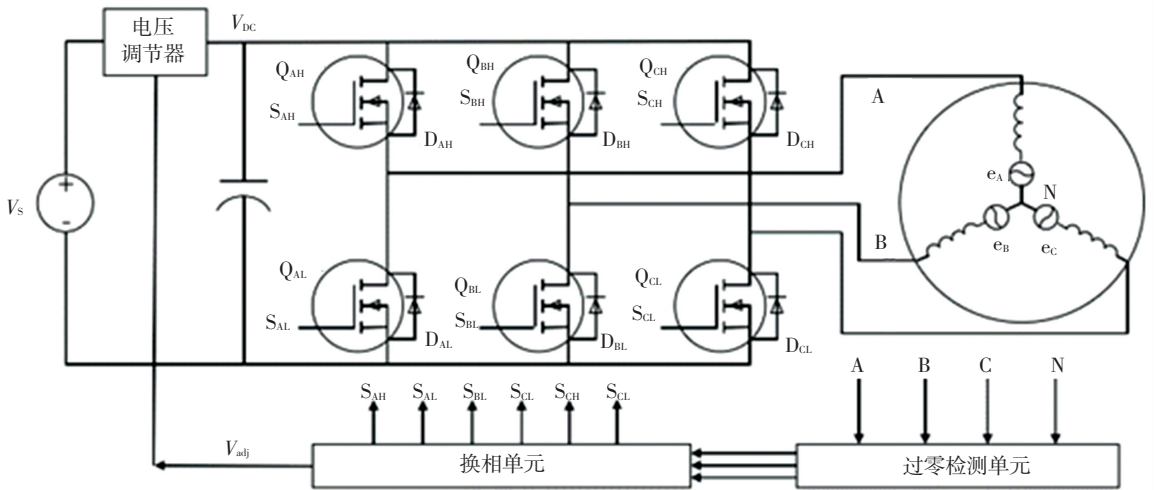 电压
调节器
V_DC
Q_AH
Q_BH
Q_CH
S_AH
S_BH
S_CH
D_AH
D_BH
D_CH
A
e_A
N
V_S
+
-
B
e_B
e_C
Q_AL
Q_BL
Q_CL
S_AL
S_BL
S_CL
D_AL
D_BL
D_CL
A B C N
S_AH S_AL S_BL S_CL S_CH S_CL
V_adj
换相单元
过零检测单元